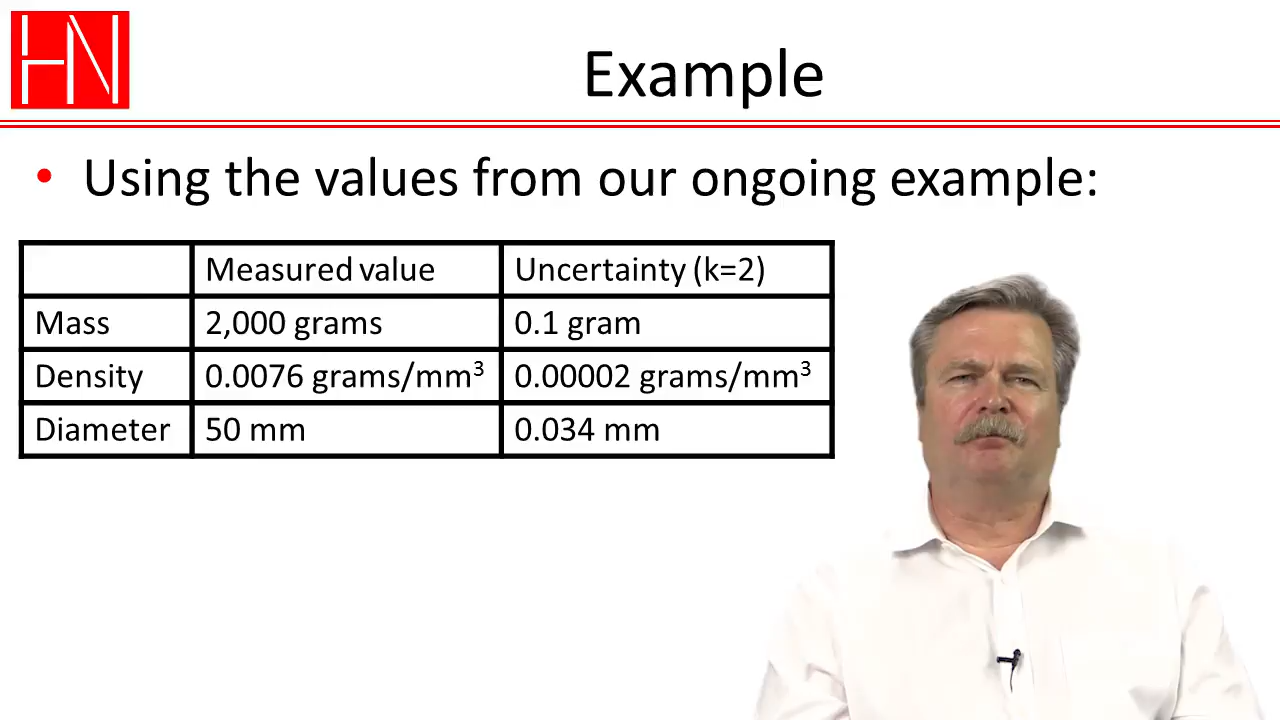 HN
Example
• Using the values from our ongoing example:
Measured value Uncertainty (k=2)
Mass 2,000 grams 0.1 gram
Density 0.0076 grams/mm³ 0.00002 grams/mm³
Diameter 50 mm 0.034 mm